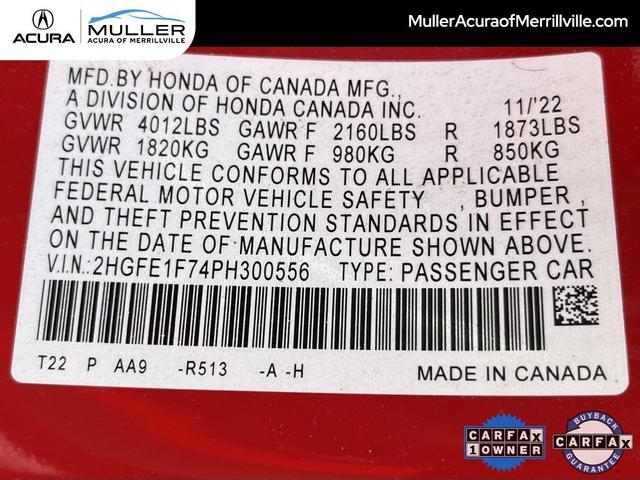 ACURA
MULLER
ACURA OF MERRILLVILLE
MullerAcuraofMerrillville.com
MFD.BY HONDA OF CANADA MFG.,
A DIVISION OF HONDA CANADA INC. 11/'22
GVWR 4012LBS GAWR F 2160LBS R 1873LBS
GVWR 1820KG GAWR F 980KG R 850KG
THIS VEHICLE CONFORMS TO ALL APPLICABLE
FEDERAL MOTOR VEHICLE SAFETY , BUMPER ,
AND THEFT PREVENTION STANDARDS IN EFFECT
ON THE DATE OF MANUFACTURE SHOWN ABOVE.
V.I.N.:2HGFE1F74PH300556 TYPE: PASSENGER CAR
T22 P AA9 -R513 -A -H
MADE IN CANADA
CARFAX
1 OWNER
BUYBACK
CARFAX
GUARANTEE